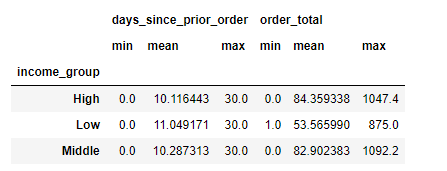 days_since_prior_order order_total
min mean max min mean max
income_group
High 0.0 10.116443 30.0 0.0 84.359338 1047.4
Low 0.0 11.049171 30.0 1.0 53.565990 875.0
Middle 0.0 10.287313 30.0 0.0 82.902383 1092.2